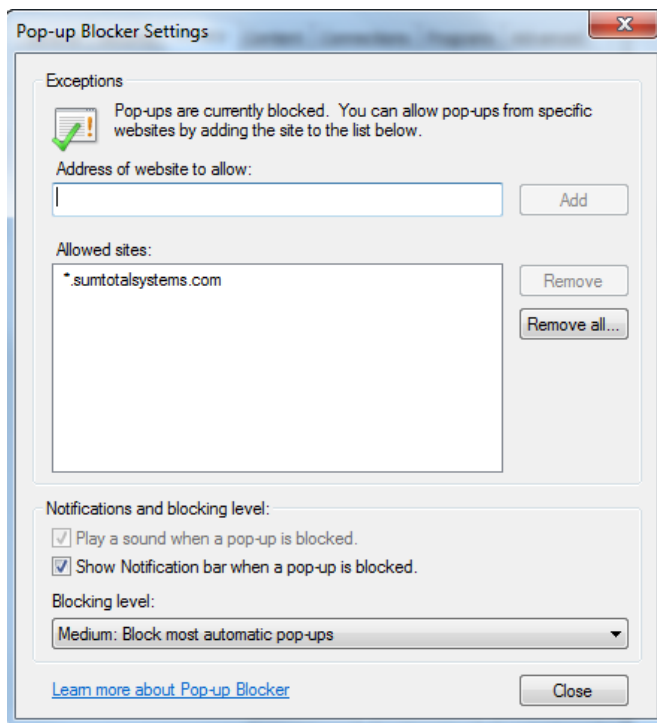 Pop-up Blocker Settings
Exceptions
Pop-ups are currently blocked. You can allow pop-ups from specific
websites by adding the site to the list below.
Address of website to allow:
Add
Allowed sites:
*.sumtotalsystems.com
Remove
Remove all...
Notifications and blocking level:
Play a sound when a pop-up is blocked.
Show Notification bar when a pop-up is blocked.
Blocking level:
Medium: Block most automatic pop-ups
Learn more about Pop-up Blocker
Close